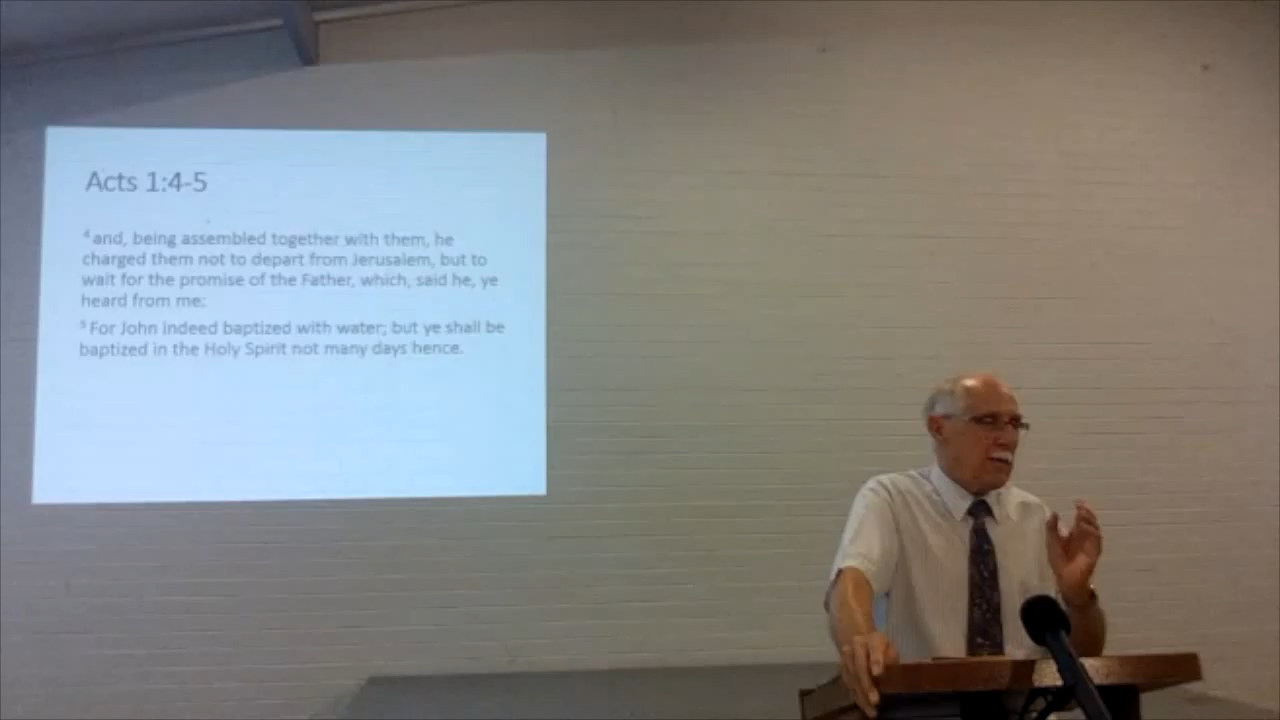 Acts 1:4-5
4 and, being assembled together with them, he
charged them not to depart from Jerusalem, but to
wait for the promise of the Father, which, said he, ye
heard from me:
5 For John indeed baptized with water; but ye shall be
baptized in the Holy Spirit not many days hence.